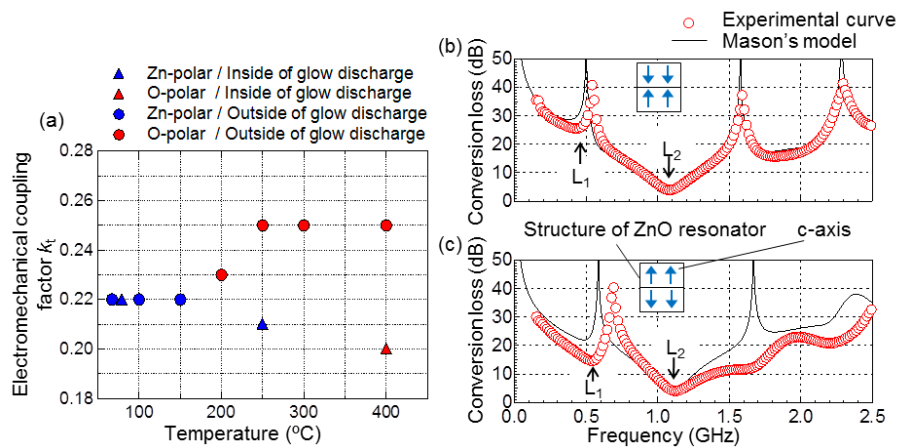 Zn-polar / Inside of glow discharge
O-polar / Inside of glow discharge
Zn-polar / Outside of glow discharge
O-polar / Outside of glow discharge
(a)
Electromechanical coupling
factor kt
0.28
0.26
0.24
0.22
0.20
0.18
100
200
300
400
Temperature (°C)
Experimental curve
Mason's model
(b)
Conversion loss (dB)
50
40
30
20
10
0
L1
L2
Structure of ZnO resonator
c-axis
(c)
Conversion loss (dB)
50
40
30
20
10
0
L1
L2
0.0
0.5
1.0
1.5
2.0
2.5
Frequency (GHz)